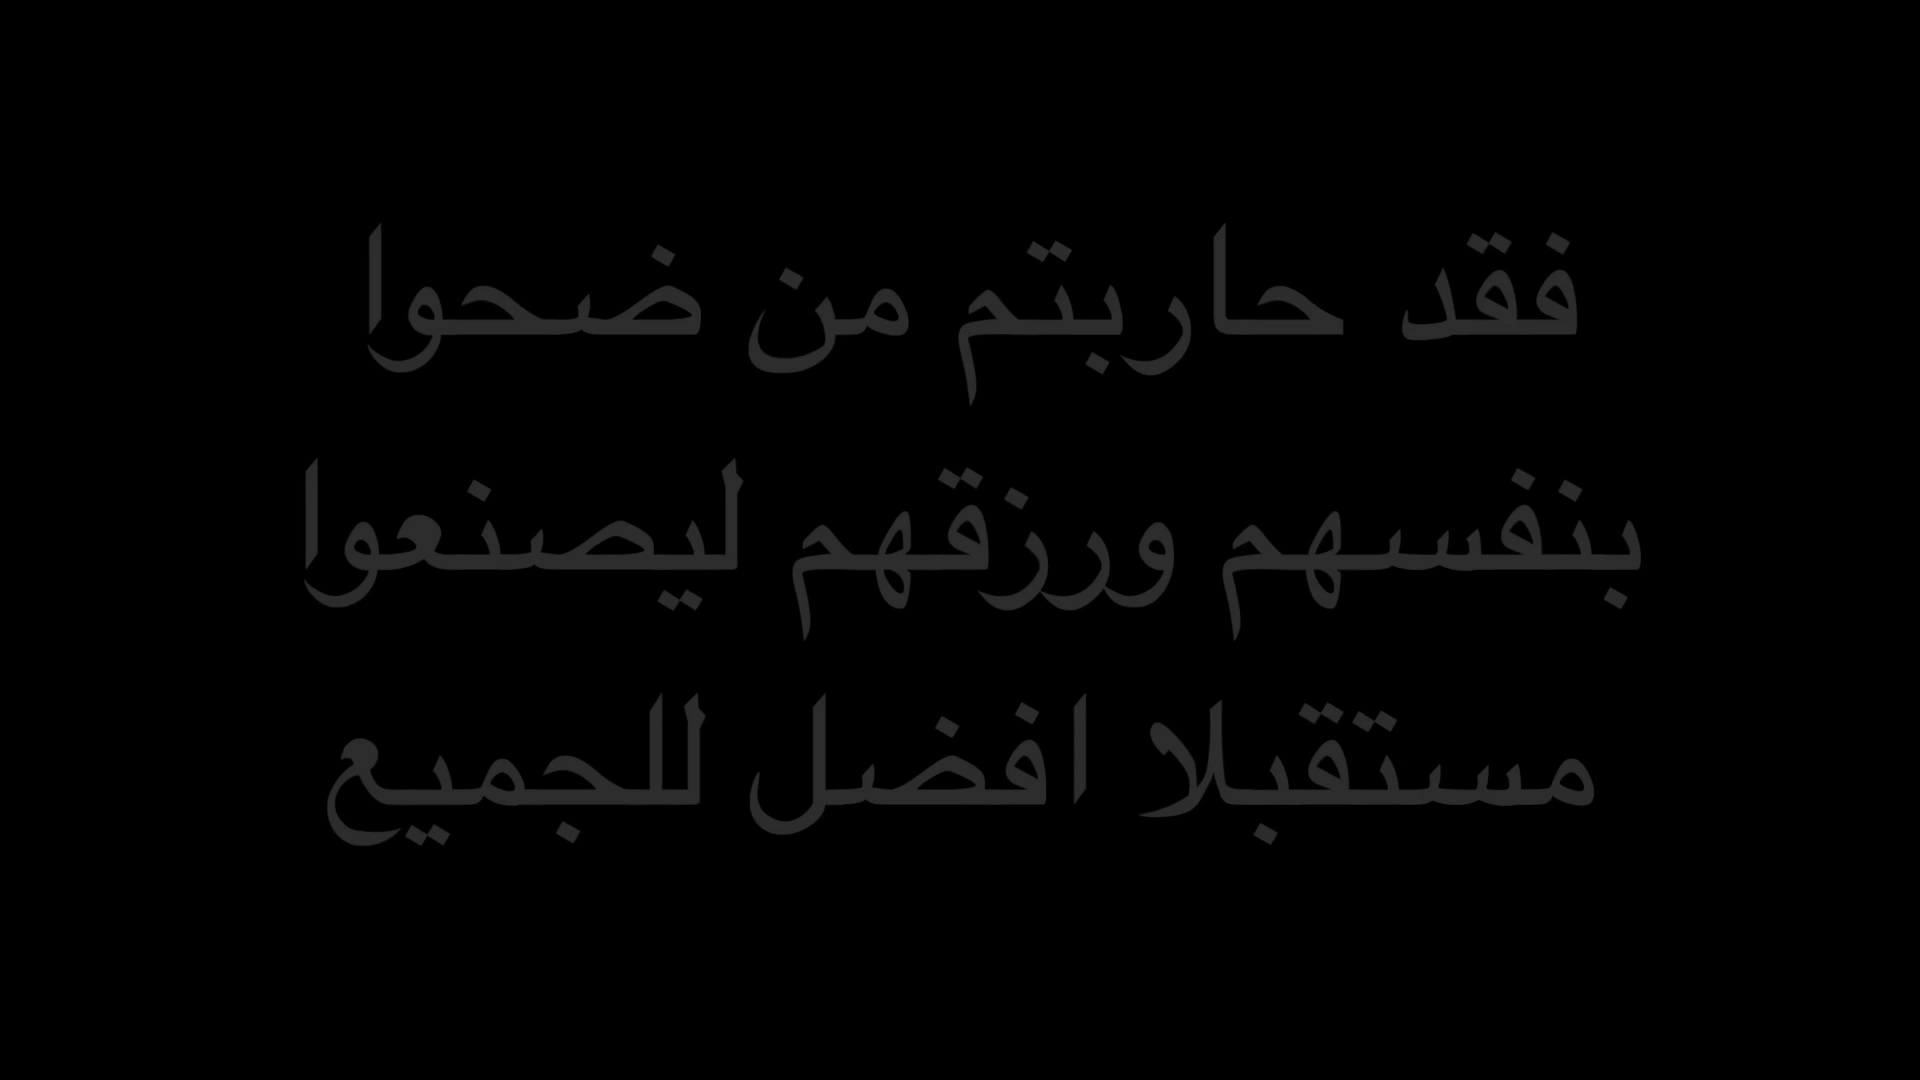 فقد حاربتم من ضحوا
بنفسهم ورزقهم ليصنعوا
مستقبلا افضل للجميع